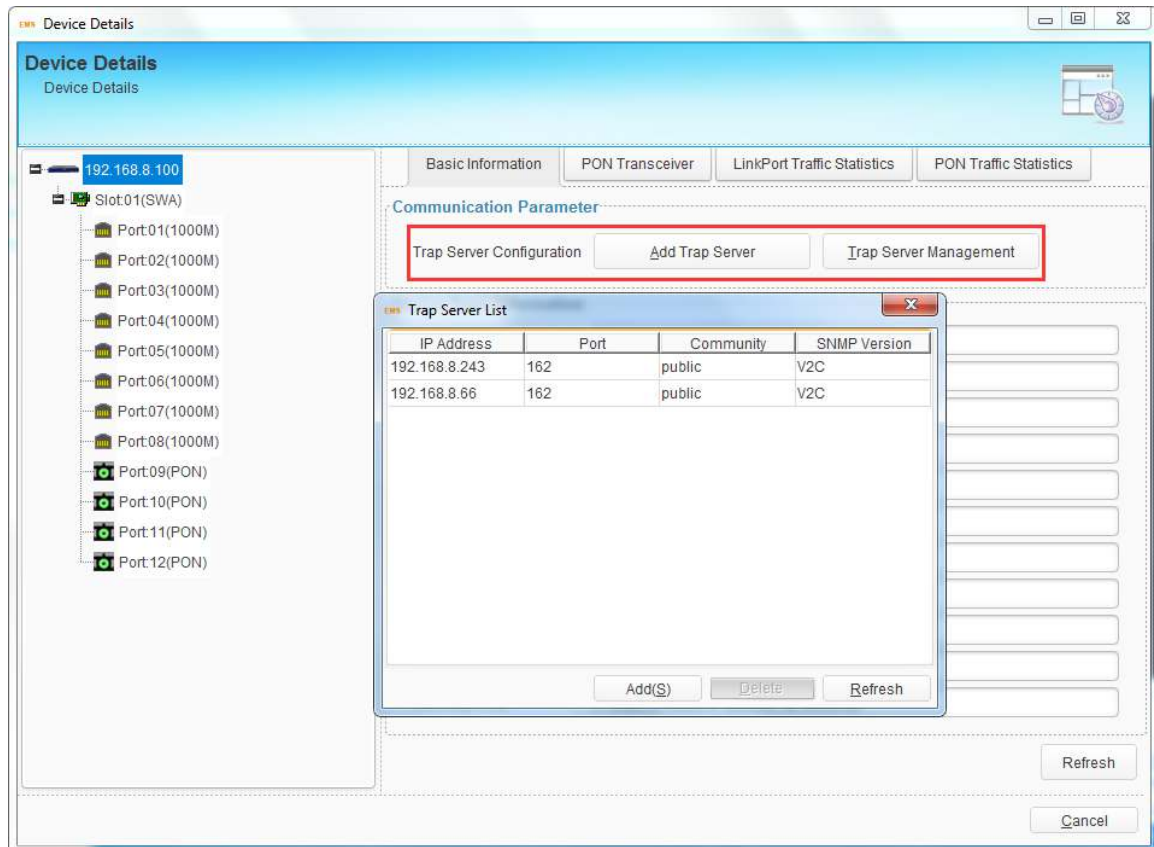 EMS Device Details
Device Details
Device Details
192.168.8.100
Slot:01(SWA)
Port:01(1000M)
Port:02(1000M)
Port:03(1000M)
Port:04(1000M)
Port:05(1000M)
Port:06(1000M)
Port:07(1000M)
Port:08(1000M)
Port:09(PON)
Port:10(PON)
Port:11(PON)
Port:12(PON)
Basic Information PON Transceiver LinkPort Traffic Statistics PON Traffic Statistics
Communication Parameter
Trap Server Configuration Add Trap Server Trap Server Management
EMS Trap Server List
IP Address Port Community SNMP Version
192.168.8.243 162 public V2C
192.168.8.66 162 public V2C
Add(S) Delete Refresh
Refresh
Cancel